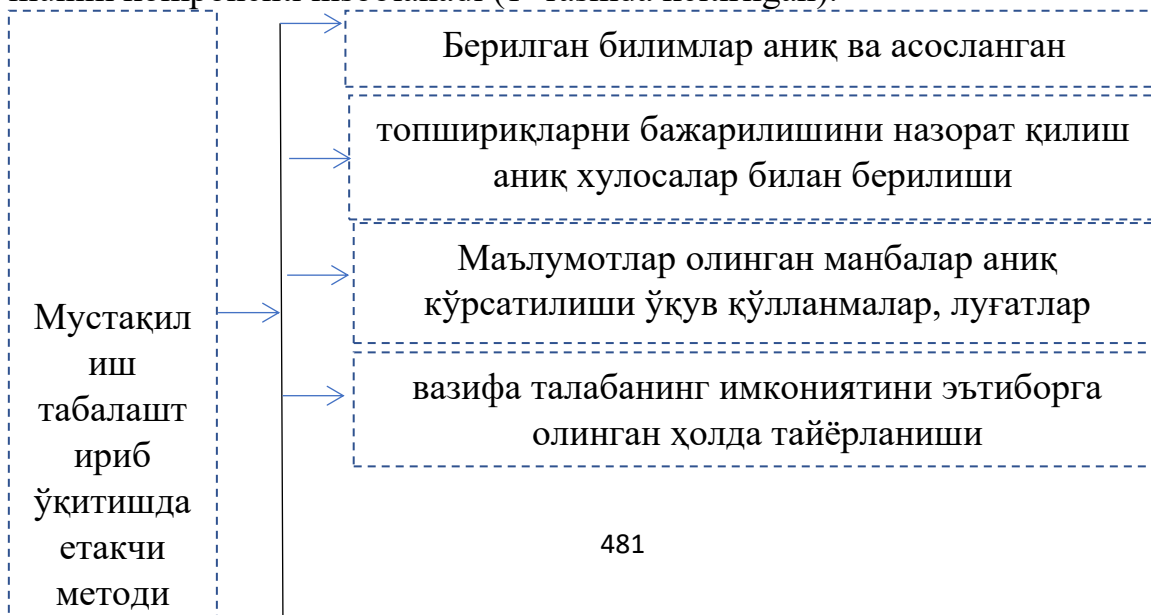 Берилган билимлар аниқ ва асосланган
топшириқларни бажарилишини назорат қилиш
аниқ хулосалар билан берилиши
Маълумотлар олинган манбалар аниқ
кўрсатилиши ўқув қўлланмалар, луғатлар
вазифа талабанинг имкониятини эътиборга
олинган ҳолда тайёрланиши
Мустақил
иш
табалашт
ириб
ўқитишда
етакчи
методи
481